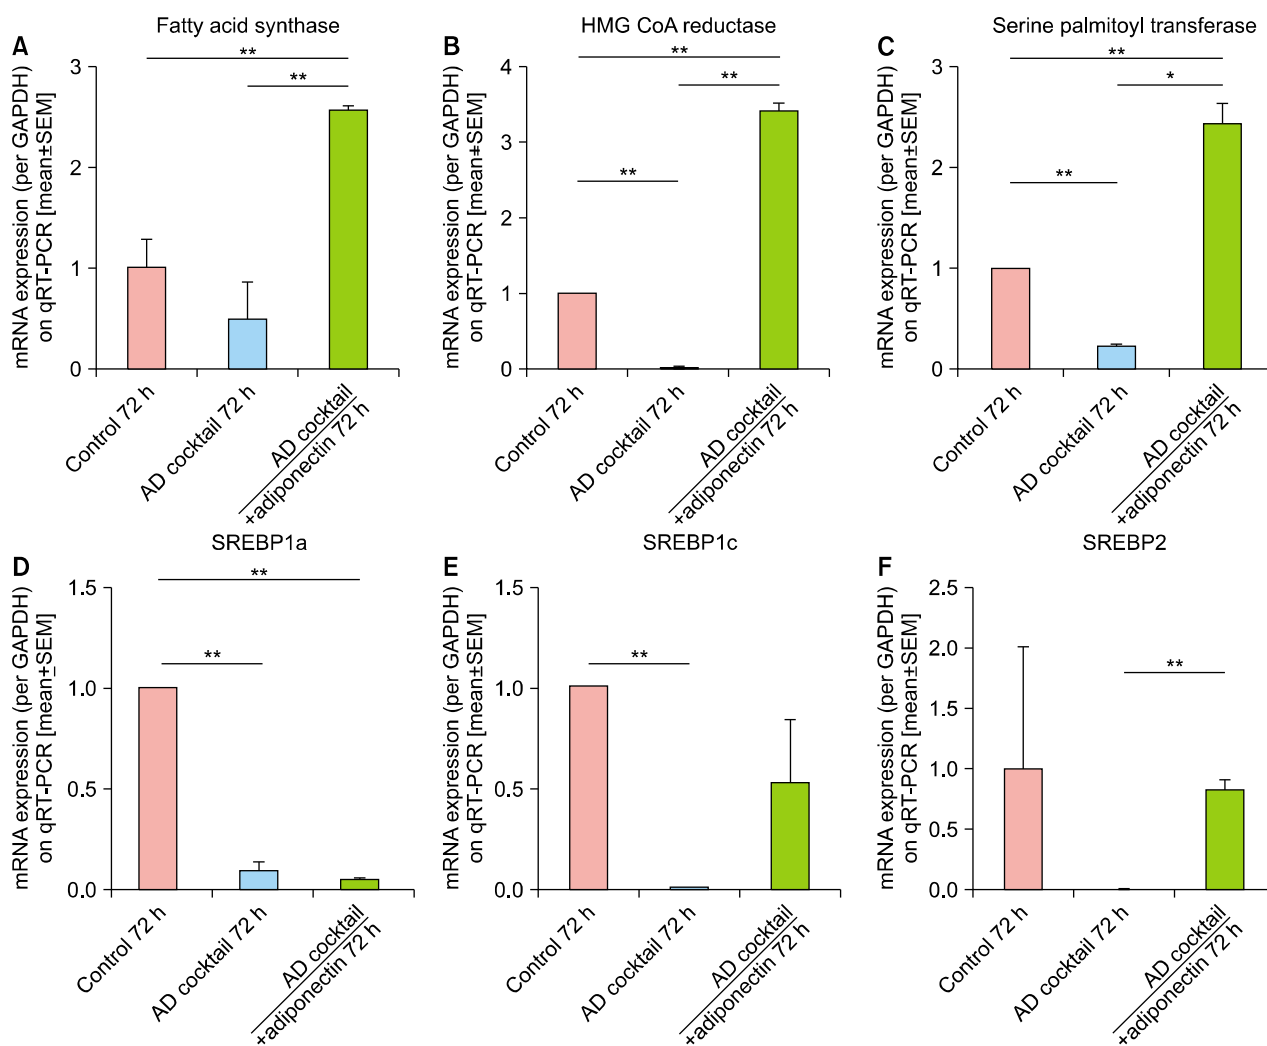 A
Fatty acid synthase
mRNA expression (per GAPDH)
on qRT-PCR [mean±SEM]
3
2
1
0
**
**
Control 72 h
AD cocktail 72 h
AD cocktail
+adiponectin 72 h
B
HMG CoA reductase
mRNA expression (per GAPDH)
on qRT-PCR [mean±SEM]
4
3
2
1
0
**
**
**
Control 72 h
AD cocktail 72 h
AD cocktail
+adiponectin 72 h
C
Serine palmitoyl transferase
mRNA expression (per GAPDH)
on qRT-PCR [mean±SEM]
3
2
1
0
**
*
**
Control 72 h
AD cocktail 72 h
AD cocktail
+adiponectin 72 h
D
SREBP1a
mRNA expression (per GAPDH)
on qRT-PCR [mean±SEM]
1.5
1.0
0.5
0.0
**
**
Control 72 h
AD cocktail 72 h
AD cocktail
+adiponectin 72 h
E
SREBP1c
mRNA expression (per GAPDH)
on qRT-PCR [mean±SEM]
1.5
1.0
0.5
0.0
**
Control 72 h
AD cocktail 72 h
AD cocktail
+adiponectin 72 h
F
SREBP2
mRNA expression (per GAPDH)
on qRT-PCR [mean±SEM]
2.5
2.0
1.5
1.0
0.5
0.0
**
Control 72 h
AD cocktail 72 h
AD cocktail
+adiponectin 72 h